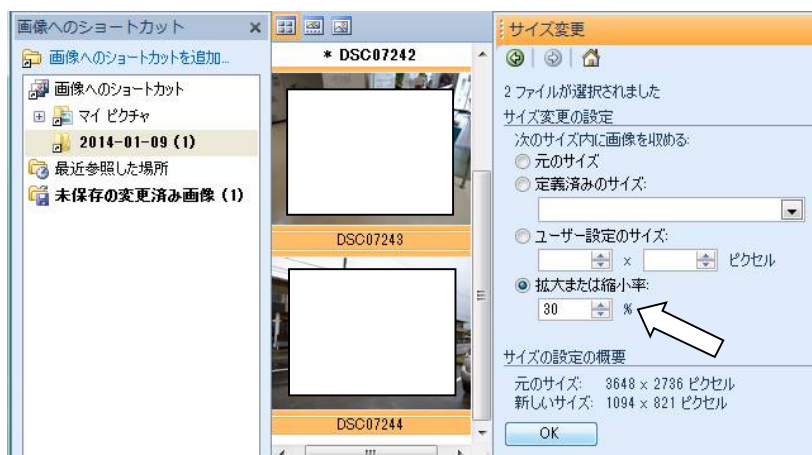 画像へのショートカット
画像へのショートカットを追加...
画像へのショートカット
マイ ピクチャ
2014-01-09 (1)
最近参照した場所
未保存の変更済み画像 (1)
* DSC07242
DSC07243
DSC07244
サイズ変更
2 ファイルが選択されました
サイズ変更の設定
次のサイズ内に画像を収める:
元のサイズ
定義済みのサイズ:
ユーザー設定のサイズ:
x ピクセル
拡大または縮小率:
30 %
サイズの設定の概要
元のサイズ: 3648 x 2736 ピクセル
新しいサイズ: 1094 x 821 ピクセル
OK